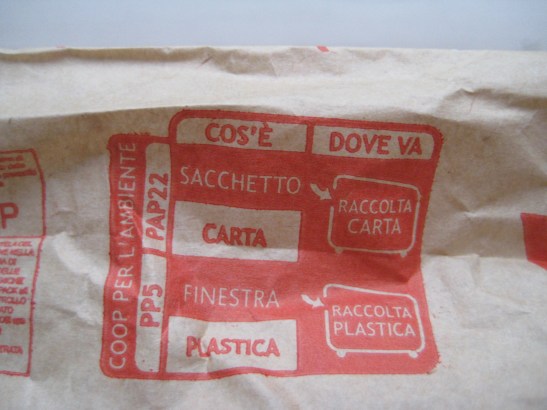 COS'È
DOVE VA
COOP PER L'AMBIENTE
PAP22
SACCHETTO
CARTA
RACCOLTA
CARTA
PP5
FINESTRA
PLASTICA
RACCOLTA
PLASTICA